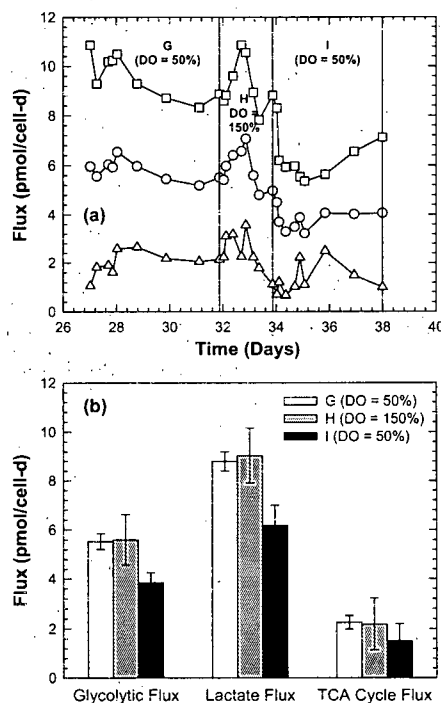 12
10
8
6
4
2
0
Flux (pmol/cell-d)
G
(DO = 50%)
H
DO =
150%
I
(DO = 50%)
(a)
26 28 30 32 34 36 38 40
Time (Days)
12
10
8
6
4
2
0
Flux (pmol/cell-d)
(b)
G (DO = 50%)
H (DO = 150%)
I (DO = 50%)
Glycolytic Flux Lactate Flux TCA Cycle Flux